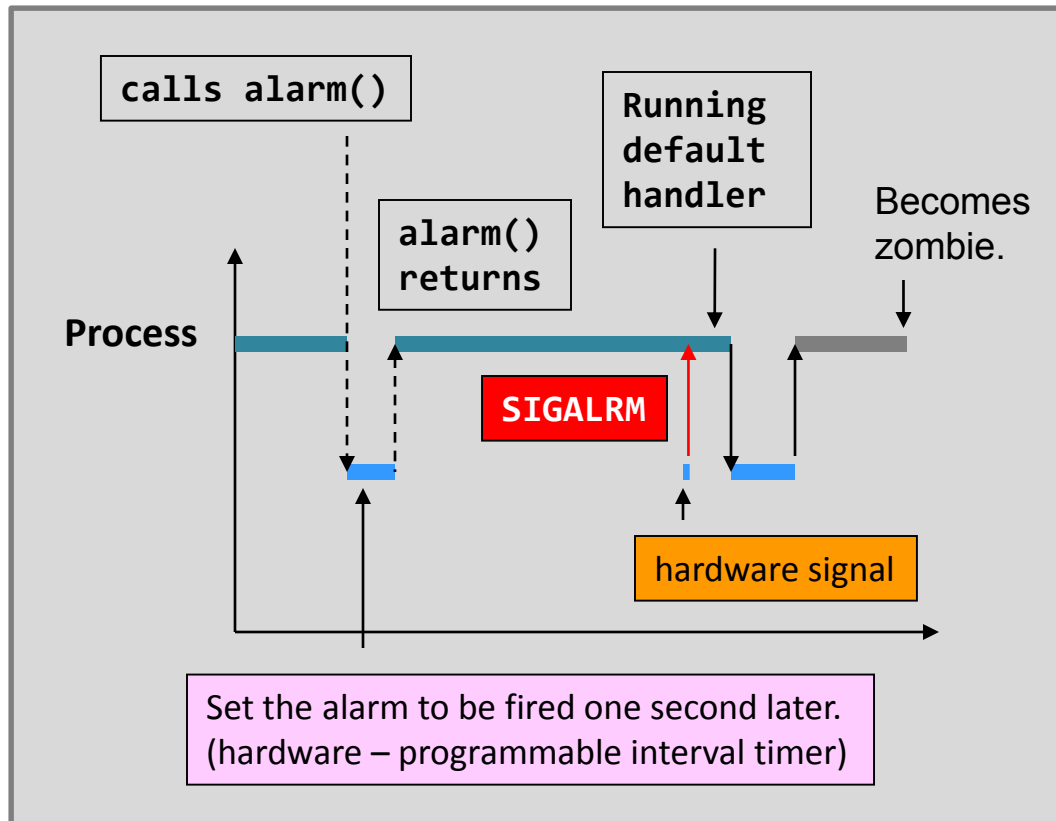 calls alarm()
Running
default
handler
Becomes
zombie.
alarm()
returns
Process
SIGALRM
hardware signal
Set the alarm to be fired one second later.
(hardware – programmable interval timer)